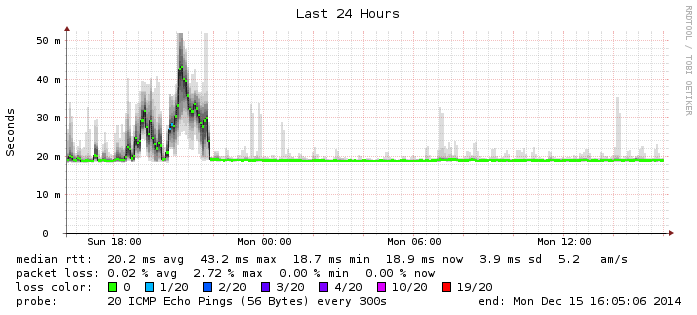 Last 24 Hours
RRDTOOL / TOBI OETIKER
Seconds
50 m
40 m
30 m
20 m
10 m
0
Sun 18:00 Mon 00:00 Mon 06:00 Mon 12:00
median rtt: 20.2 ms avg 43.2 ms max 18.7 ms min 18.9 ms now 3.9 ms sd 5.2 am/s
packet loss: 0.02 % avg 2.72 % max 0.00 % min 0.00 % now
loss color: 0 1/20 2/20 3/20 4/20 10/20 19/20
probe: 20 ICMP Echo Pings (56 Bytes) every 300s end: Mon Dec 15 16:05:06 2014